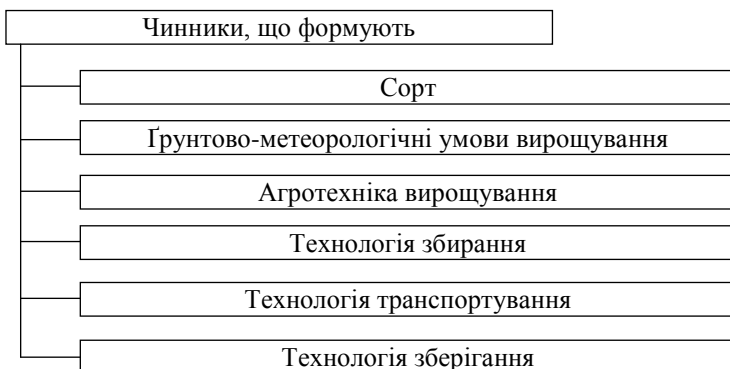 Чинники, що формують
Сорт
Ґрунтово-метеорологічні умови вирощування
Агротехніка вирощування
Технологія збирання
Технологія транспортування
Технологія зберігання